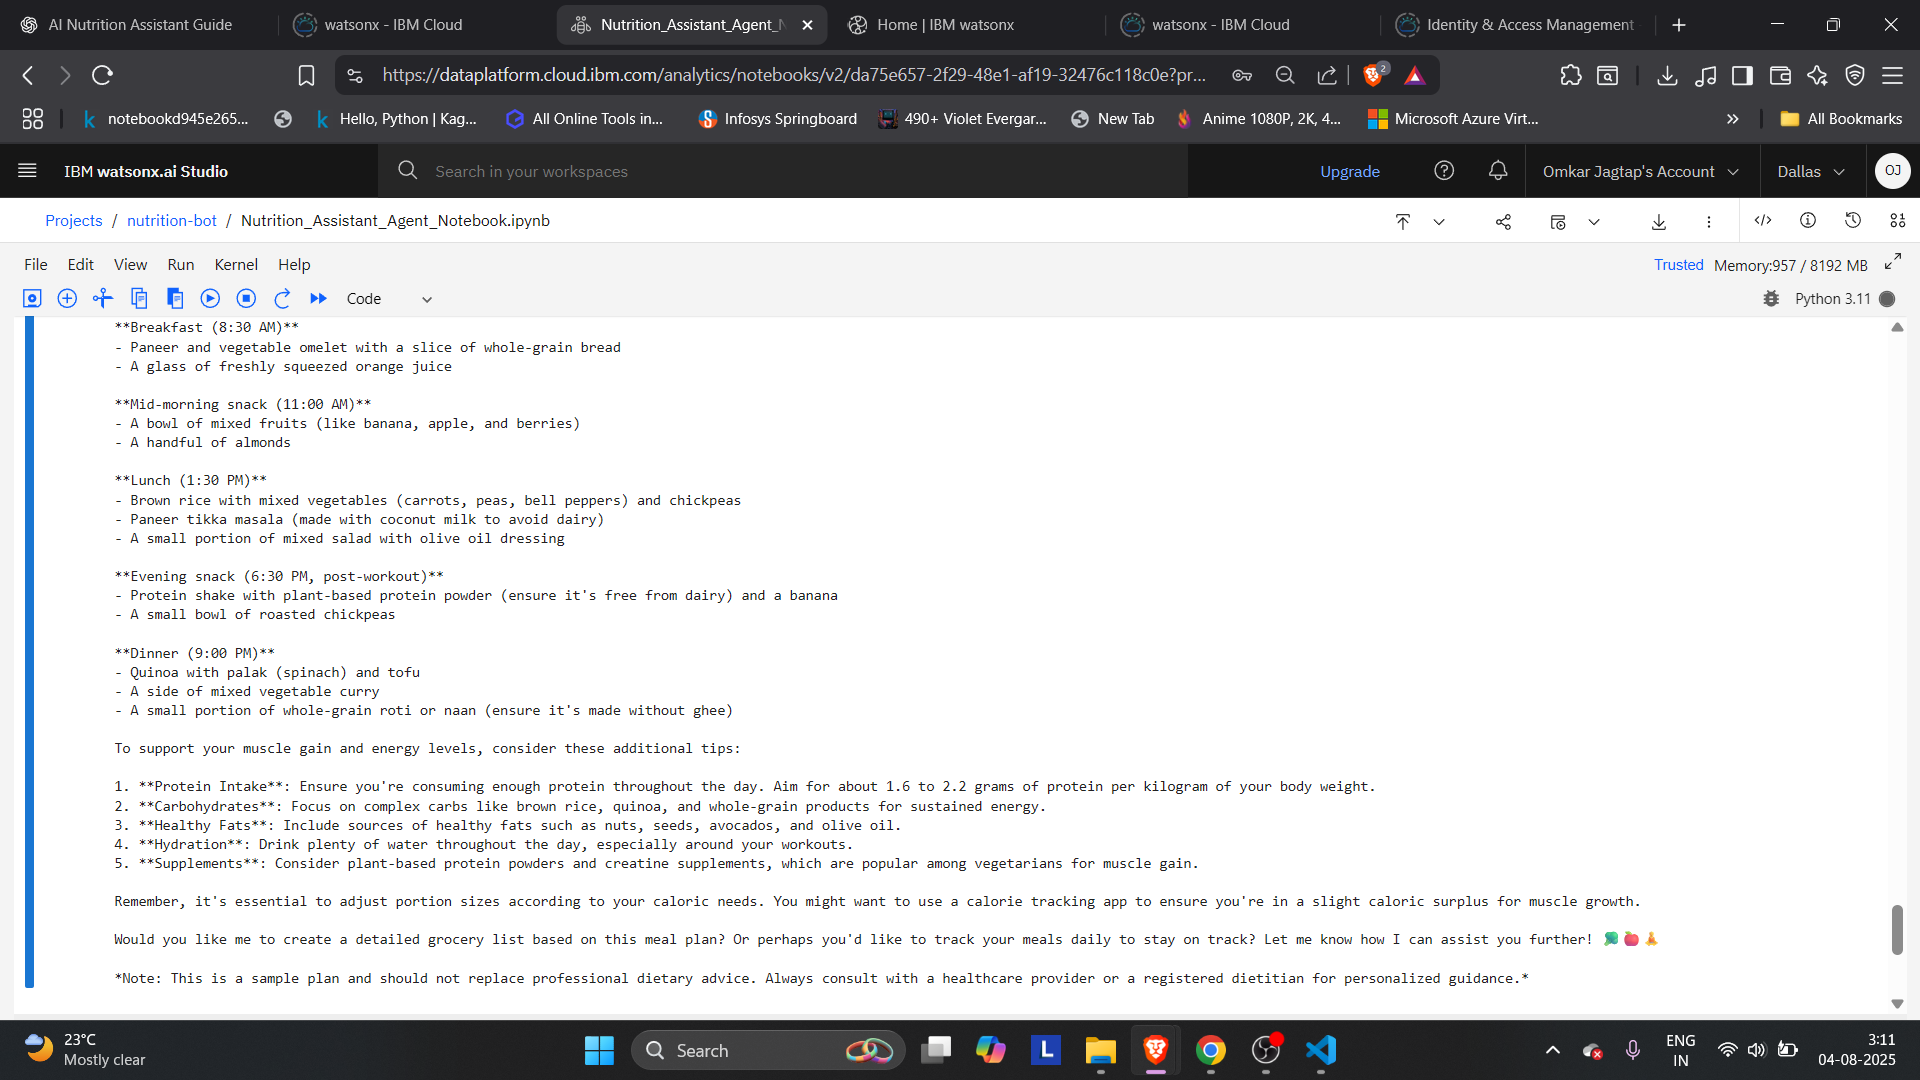 AI Nutrition Assistant Guide
watsonx - IBM Cloud
Nutrition_Assistant_Agent_N
Home | IBM watsonx
watsonx - IBM Cloud
Identity & Access Management
https://dataplatform.cloud.ibm.com/analytics/notebooks/v2/da75e657-2f29-48e1-af19-32476c118c0e?pr...
2
notebookd945e265...
Hello, Python | Kag...
All Online Tools in...
Infosys Springboard
490+ Violet Evergar...
New Tab
Anime 1080P, 2K, 4...
Microsoft Azure Virt...
All Bookmarks
IBM watsonx.ai Studio
Search in your workspaces
Upgrade
Omkar Jagtap's Account
Dallas
OJ
Projects / nutrition-bot / Nutrition_Assistant_Agent_Notebook.ipynb
File Edit View Run Kernel Help
Trusted Memory:957 / 8192 MB
Code
Python 3.11
**Breakfast (8:30 AM)**
- Paneer and vegetable omelet with a slice of whole-grain bread
- A glass of freshly squeezed orange juice
**Mid-morning snack (11:00 AM)**
- A bowl of mixed fruits (like banana, apple, and berries)
- A handful of almonds
**Lunch (1:30 PM)**
- Brown rice with mixed vegetables (carrots, peas, bell peppers) and chickpeas
- Paneer tikka masala (made with coconut milk to avoid dairy)
- A small portion of mixed salad with olive oil dressing
**Evening snack (6:30 PM, post-workout)**
- Protein shake with plant-based protein powder (ensure it's free from dairy) and a banana
- A small bowl of roasted chickpeas
**Dinner (9:00 PM)**
- Quinoa with palak (spinach) and tofu
- A side of mixed vegetable curry
- A small portion of whole-grain roti or naan (ensure it's made without ghee)
To support your muscle gain and energy levels, consider these additional tips:
1. **Protein Intake**: Ensure you're consuming enough protein throughout the day. Aim for about 1.6 to 2.2 grams of protein per kilogram of your body weight.
2. **Carbohydrates**: Focus on complex carbs like brown rice, quinoa, and whole-grain products for sustained energy.
3. **Healthy Fats**: Include sources of healthy fats such as nuts, seeds, avocados, and olive oil.
4. **Hydration**: Drink plenty of water throughout the day, especially around your workouts.
5. **Supplements**: Consider plant-based protein powders and creatine supplements, which are popular among vegetarians for muscle gain.
Remember, it's essential to adjust portion sizes according to your caloric needs. You might want to use a calorie tracking app to ensure you're in a slight caloric surplus for muscle growth.
Would you like me to create a detailed grocery list based on this meal plan? Or perhaps you'd like to track your meals daily to stay on track? Let me know how I can assist you further!
*Note: This is a sample plan and should not replace professional dietary advice. Always consult with a healthcare provider or a registered dietitian for personalized guidance.*
23°C
Mostly clear
Search
L
ENG
IN
3:11
04-08-2025